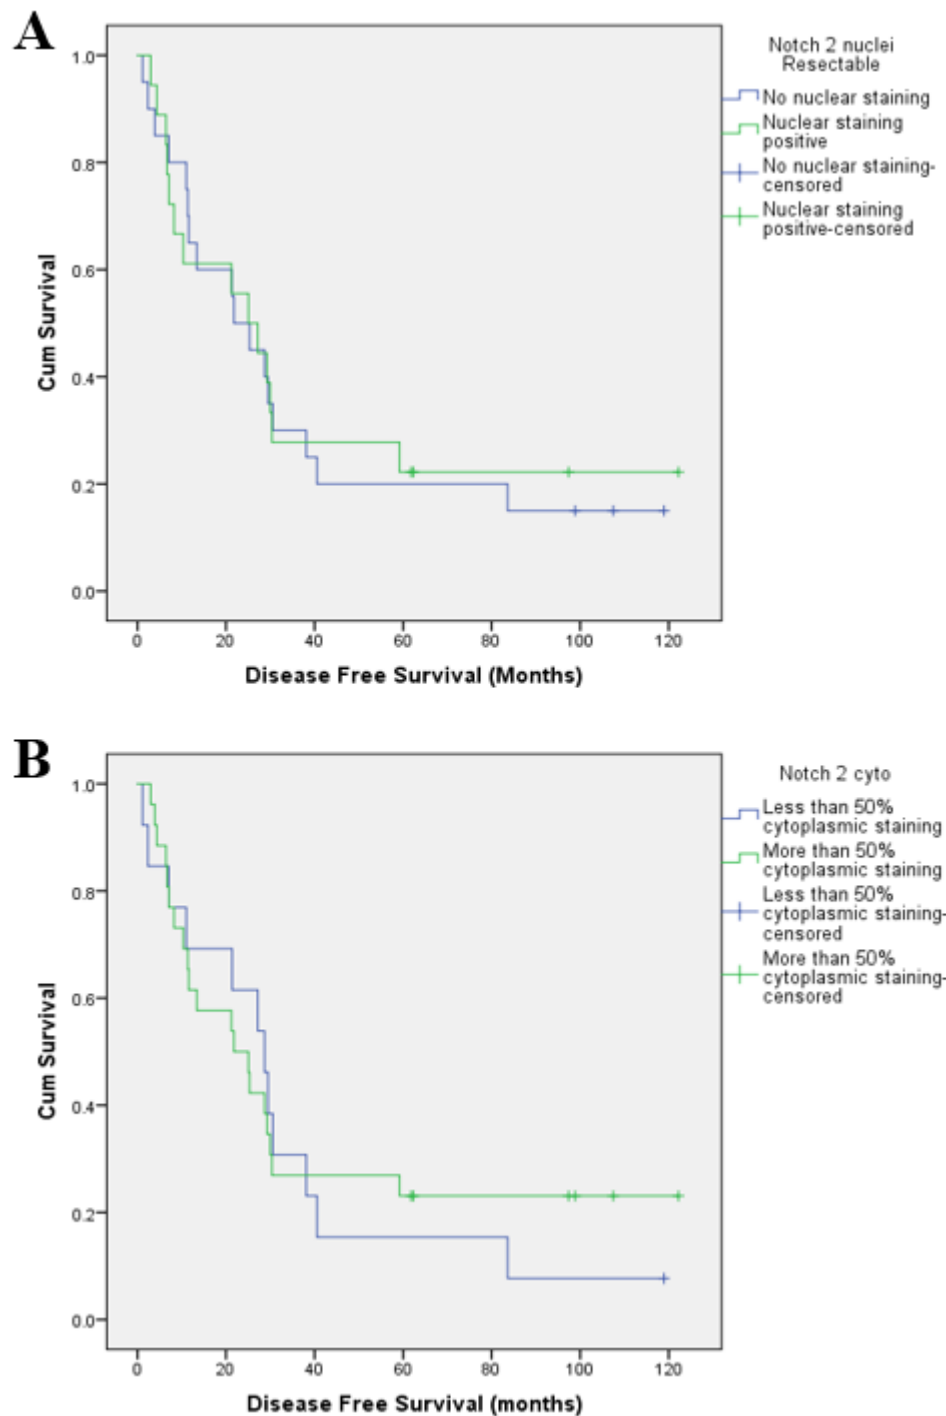 A
Notch 2 nuclei
Resectable
No nuclear staining
Nuclear staining
positive
No nuclear staining-
censored
Nuclear staining
positive-censored
1.0
0.8
0.6
0.4
0.2
0.0
Cum Survival
0 20 40 60 80 100 120
Disease Free Survival (Months)
B
Notch 2 cyto
Less than 50%
cytoplasmic staining
More than 50%
cytoplasmic staining
Less than 50%
cytoplasmic staining-
censored
More than 50%
cytoplasmic staining-
censored
1.0
0.8
0.6
0.4
0.2
0.0
Cum Survival
0 20 40 60 80 100 120
Disease Free Survival (months)